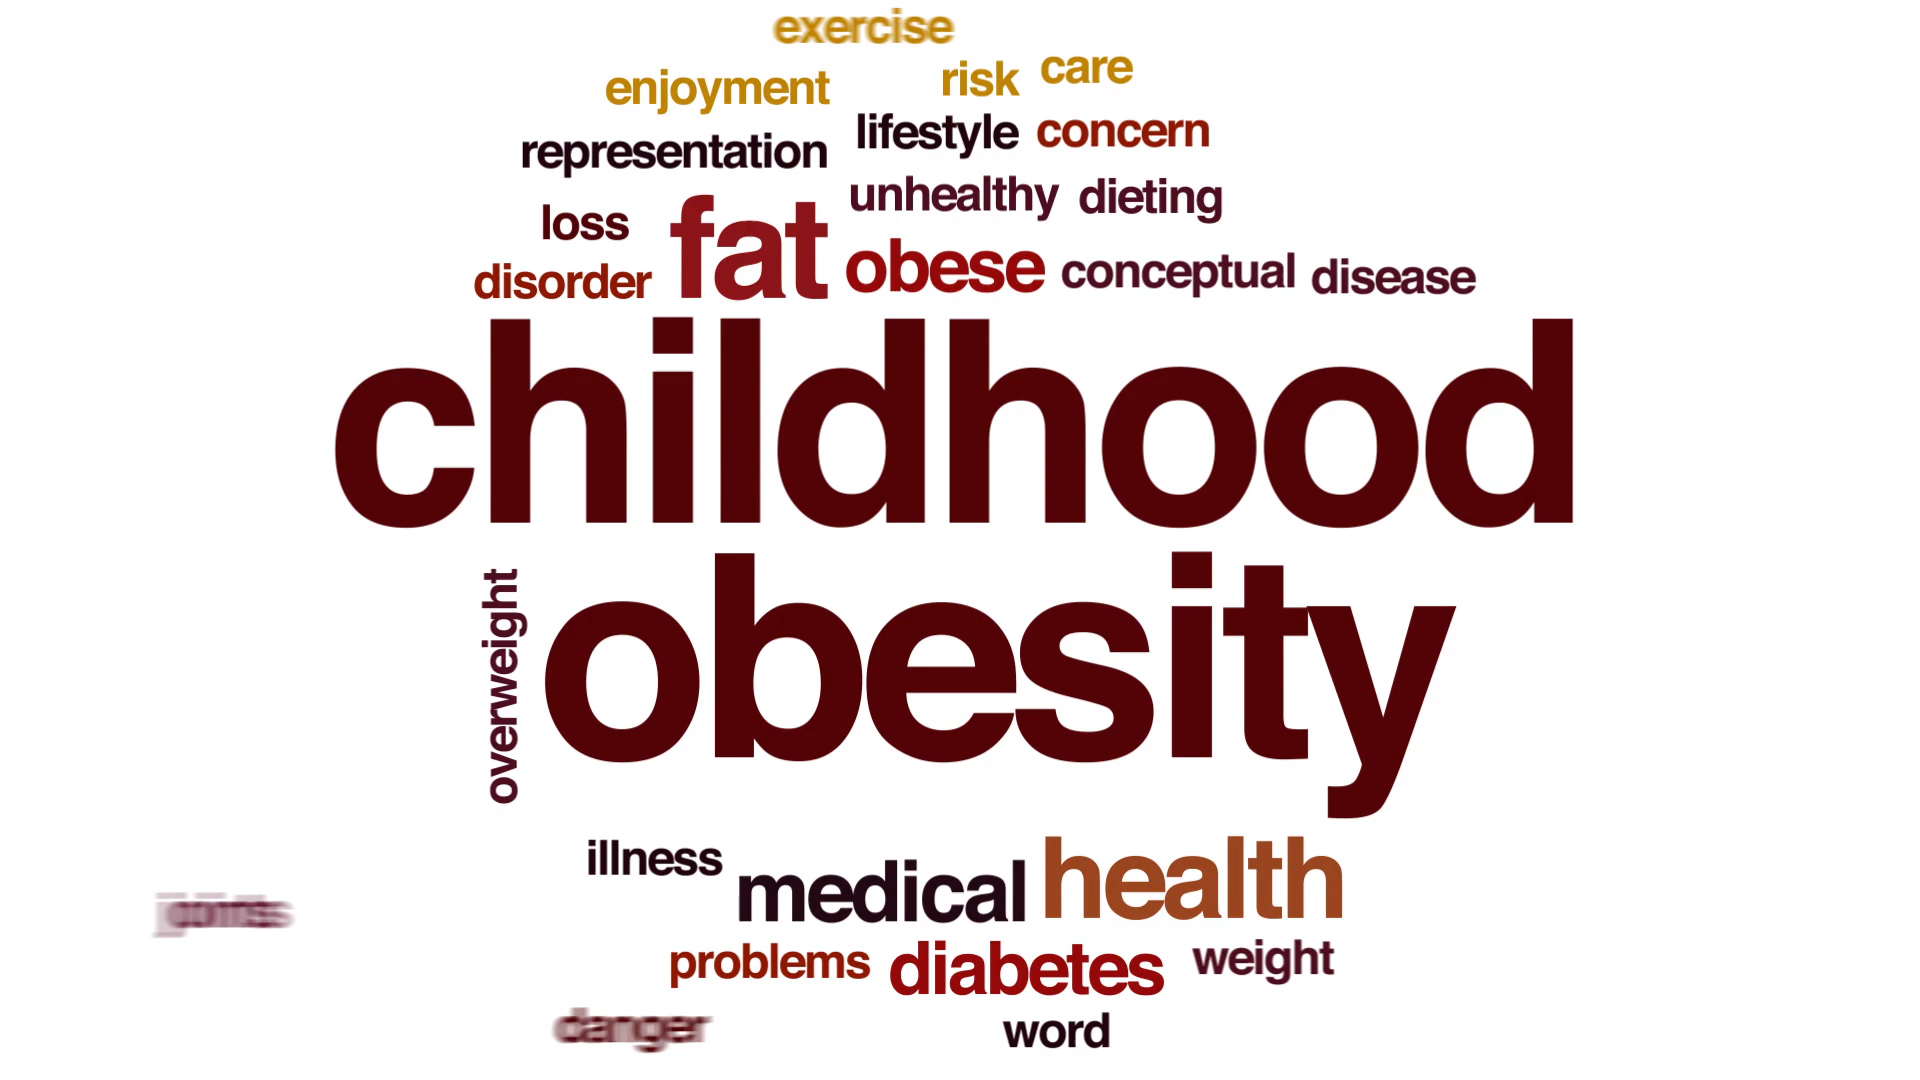 exercise
enjoyment risk care
representation lifestyle concern
loss fat unhealthy dieting
disorder obese conceptual disease
childhood
overweight obesity
illness medical health
problems diabetes weight
danger word